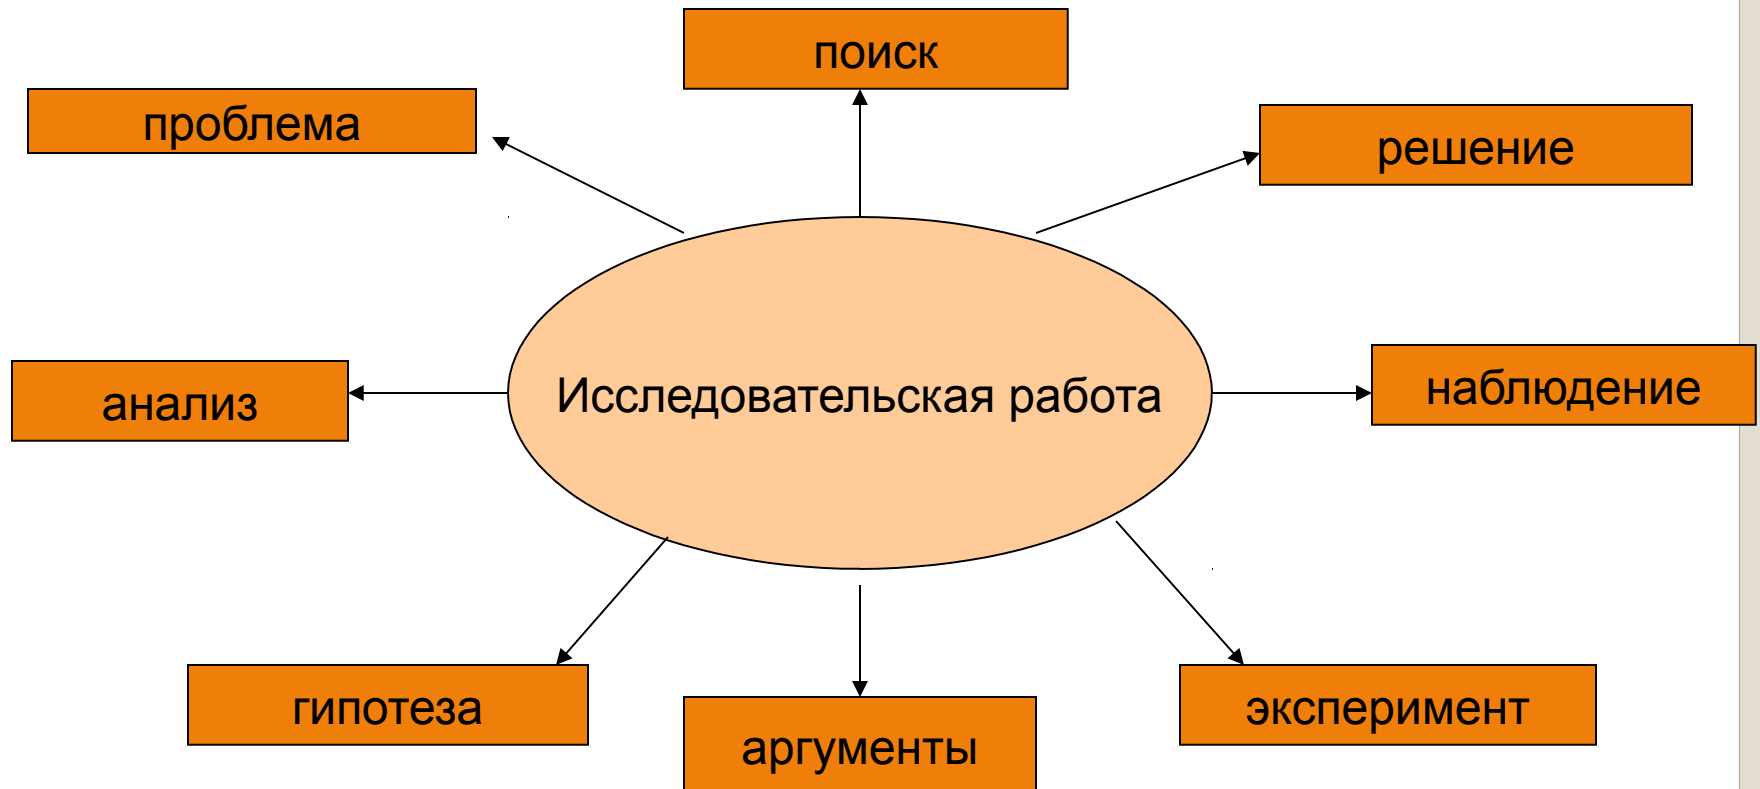 поиск
проблема
решение
Исследовательская работа
анализ
наблюдение
гипотеза
аргументы
эксперимент